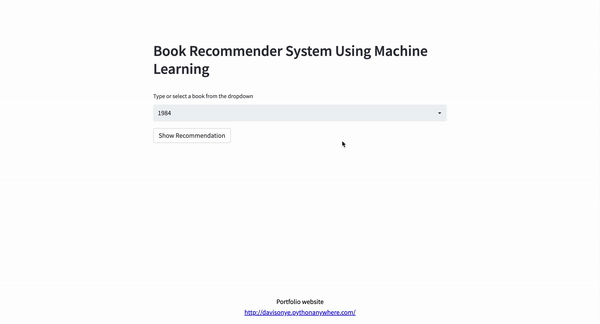 Book Recommender System Using Machine
Learning
Type or select a book from the dropdown
1984
Show Recommendation
Portfolio website
http://davisonye.pythonanywhere.com/